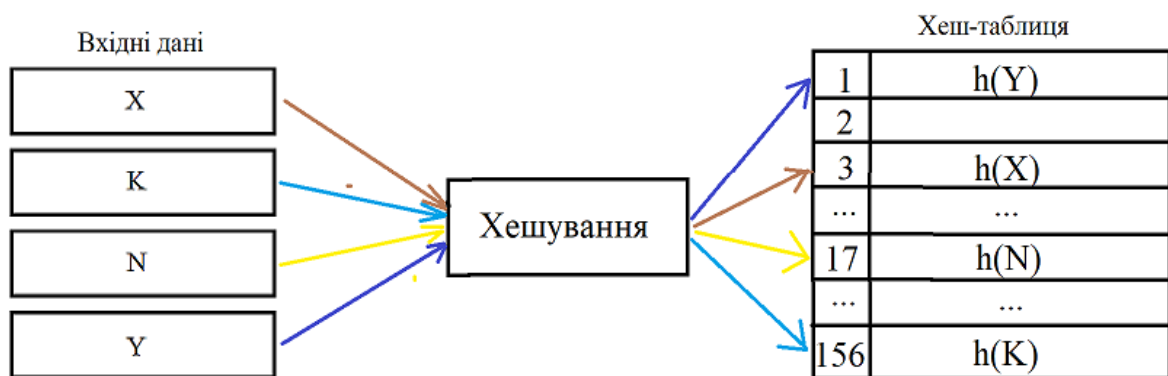 Вхідні дані
X
K
N
Y
Хешування
Хеш-таблиця
1 h(Y)
2
3 h(X)
... ...
17 h(N)
... ...
156 h(K)